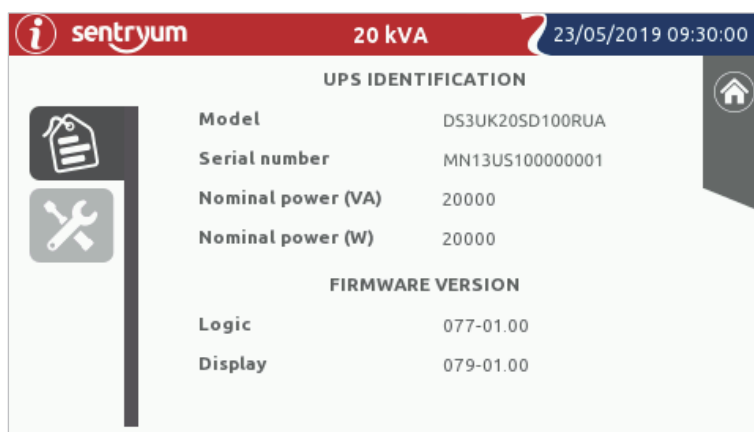 i sentryum 20 kVA 23/05/2019 09:30:00
UPS IDENTIFICATION
Model DS3UK20SD100RUA
Serial number MN13US100000001
Nominal power (VA) 20000
Nominal power (W) 20000
FIRMWARE VERSION
Logic 077-01.00
Display 079-01.00